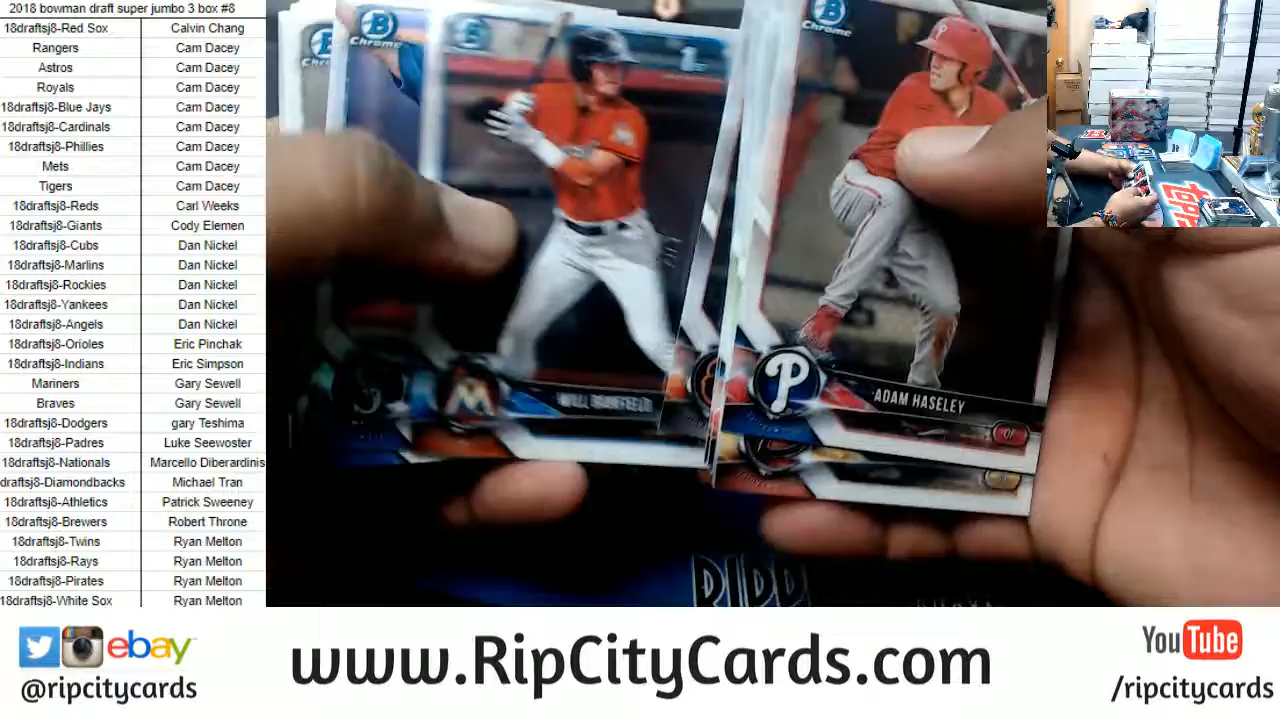 2018 bowman draft super jumbo 3 box #8
18draftsj8-Red Sox Calvin Chang
Rangers Cam Dacey
Astros Cam Dacey
Royals Cam Dacey
18draftsj8-Blue Jays Cam Dacey
18draftsj8-Cardinals Cam Dacey
18draftsj8-Phillies Cam Dacey
Mets Cam Dacey
Tigers Cam Dacey
18draftsj8-Reds Carl Weeks
18draftsj8-Giants Cody Elemen
18draftsj8-Cubs Dan Nickel
18draftsj8-Marlins Dan Nickel
18draftsj8-Rockies Dan Nickel
18draftsj8-Yankees Dan Nickel
18draftsj8-Angels Dan Nickel
18draftsj8-Orioles Eric Pinchak
18draftsj8-Indians Eric Simpson
Mariners Gary Sewell
Braves Gary Sewell
18draftsj8-Dodgers gary Teshima
18draftsj8-Padres Luke Seewoster
18draftsj8-Nationals Marcello Diberardinis
draftsj8-Diamondbacks Michael Tran
18draftsj8-Athletics Patrick Sweeney
18draftsj8-Brewers Robert Throne
18draftsj8-Twins Ryan Melton
18draftsj8-Rays Ryan Melton
18draftsj8-Pirates Ryan Melton
18draftsj8-White Sox Ryan Melton
B
Chrome
B
Chrome
1st
P
ADAM HASELEY
OF
M
TOPPS
ebay
@ripcitycards
www.RipCityCards.com
YouTube
/ripcitycards